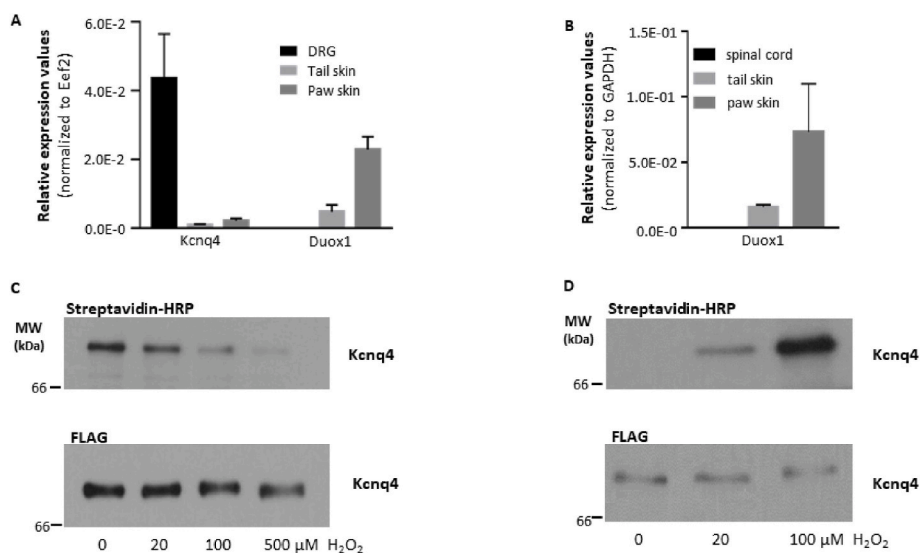 A
Relative expression values
(normalized to Eef2)
6.0E-2
4.0E-2
2.0E-2
0.0E-0
DRG
Tail skin
Paw skin
Kcnq4
Duox1
B
Relative expression values
(normalized to GAPDH)
1.5E-01
1.0E-01
5.0E-02
0.0E-0
spinal cord
tail skin
paw skin
Duox1
C
Streptavidin-HRP
MW
(kDa)
Kcnq4
66
FLAG
Kcnq4
66
0 20 100 500 µM H₂O₂
D
Streptavidin-HRP
MW
(kDa)
Kcnq4
66
FLAG
Kcnq4
66
0 20 100 µM H₂O₂